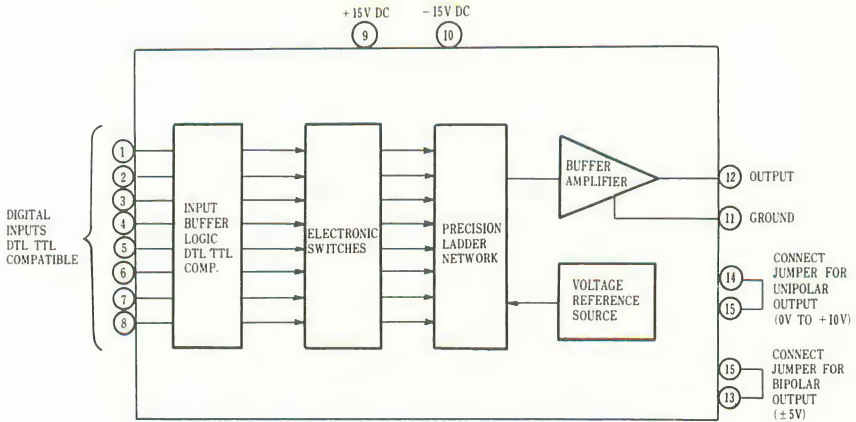 +15V DC
-15V DC
9
10
DIGITAL
INPUTS
DTL TTL
COMPATIBLE
1
2
3
4
5
6
7
8
INPUT
BUFFER
LOGIC
DTL TTL
COMP.
ELECTRONIC
SWITCHES
PRECISION
LADDER
NETWORK
BUFFER
AMPLIFIER
VOLTAGE
REFERENCE
SOURCE
12 OUTPUT
11 GROUND
14
15
CONNECT
JUMPER FOR
UNIPOLAR
OUTPUT
(0V TO +10V)
15
13
CONNECT
JUMPER FOR
BIPOLAR
OUTPUT
(±5V)